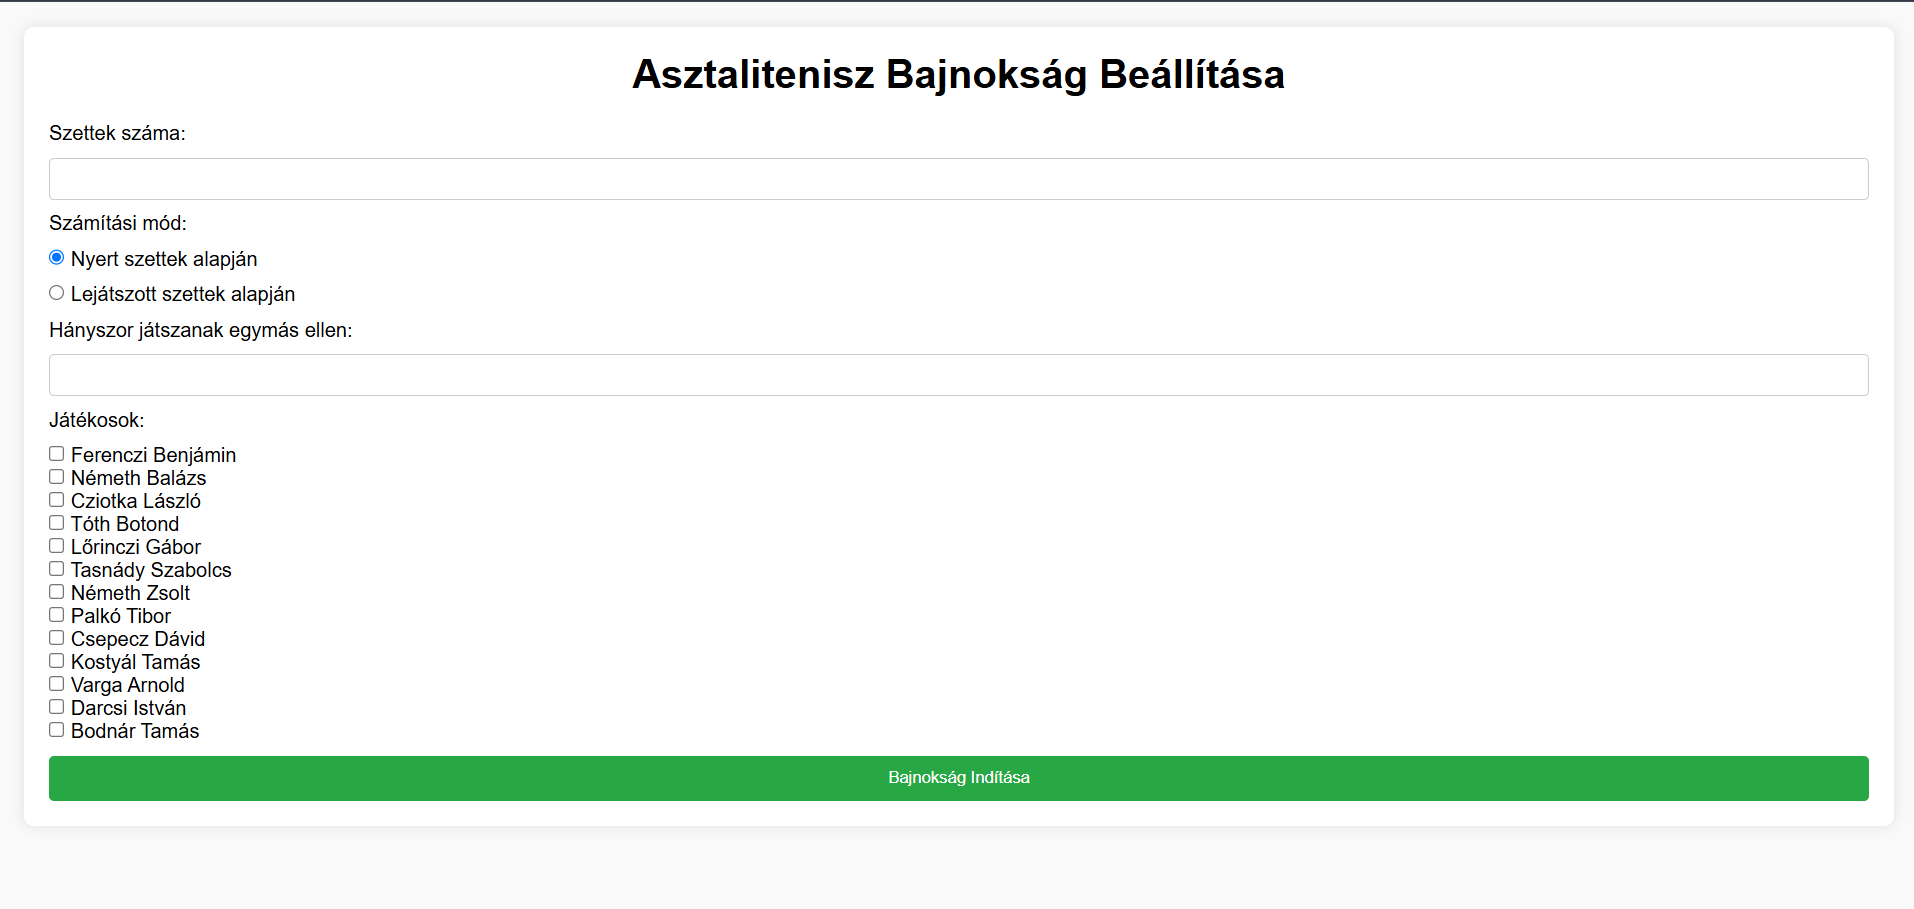 Asztalitenisz Bajnokság Beállítása
Szettek száma:
Számítási mód:
Nyert szettek alapján
Lejátszott szettek alapján
Hányszor játszanak egymás ellen:
Játékosok:
Ferenczi Benjámin
Németh Balázs
Cziotka László
Tóth Botond
Lőrinczi Gábor
Tasnády Szabolcs
Németh Zsolt
Palkó Tibor
Csepecz Dávid
Kostyál Tamás
Varga Arnold
Darcsi István
Bodnár Tamás
Bajnokság Indítása